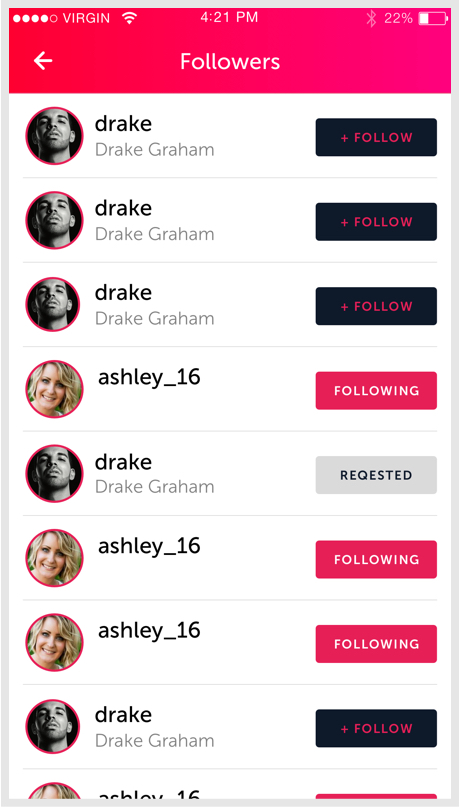 VIRGIN 4:21 PM 22%
Followers
drake
Drake Graham
+ FOLLOW
drake
Drake Graham
+ FOLLOW
drake
Drake Graham
+ FOLLOW
ashley_16
FOLLOWING
drake
Drake Graham
REQESTED
ashley_16
FOLLOWING
ashley_16
FOLLOWING
drake
Drake Graham
+ FOLLOW
ashley_16